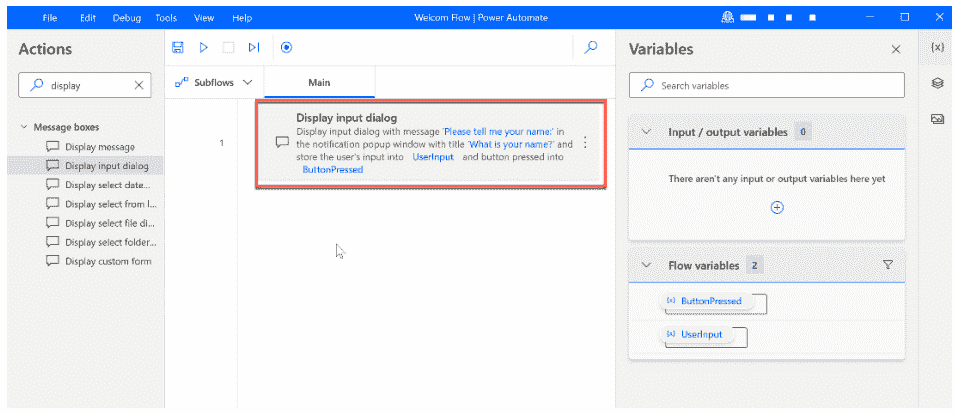 File Edit Debug Tools View Help Welcom Flow | Power Automate
Actions
display
Message boxes
Display message
Display input dialog
Display select date...
Display select from l...
Display select file di...
Display select folder...
Display custom form
Subflows Main
1
Display input dialog
Display input dialog with message 'Please tell me your name:' in
the notification popup window with title 'What is your name?' and
store the user's input into UserInput and button pressed into
ButtonPressed
Variables
{x}
Search variables
Input / output variables 0
There aren't any input or output variables here yet
Flow variables 2
{x} ButtonPressed
{x} UserInput